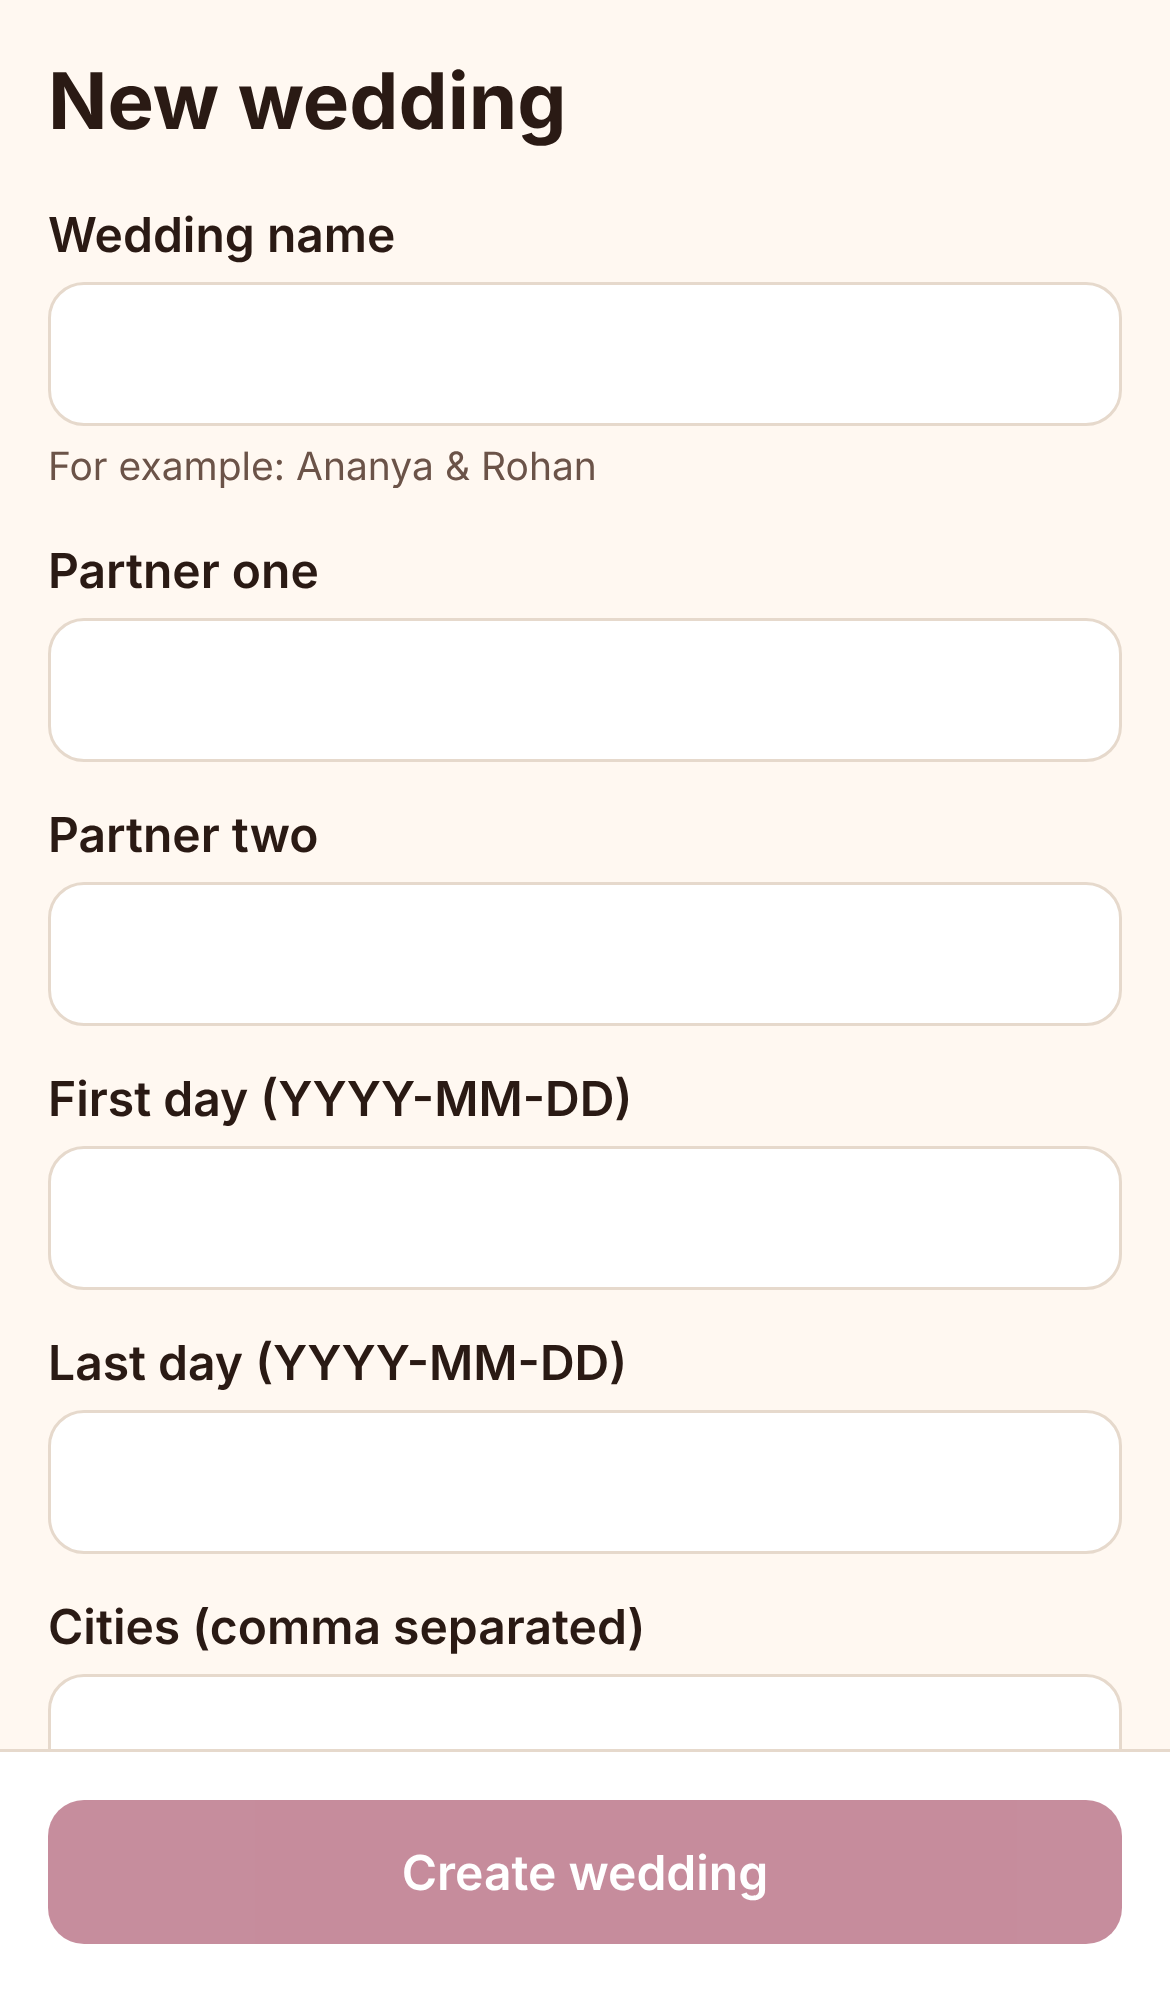 New wedding
Wedding name
For example: Ananya & Rohan
Partner one
Partner two
First day (YYYY-MM-DD)
Last day (YYYY-MM-DD)
Cities (comma separated)
Create wedding